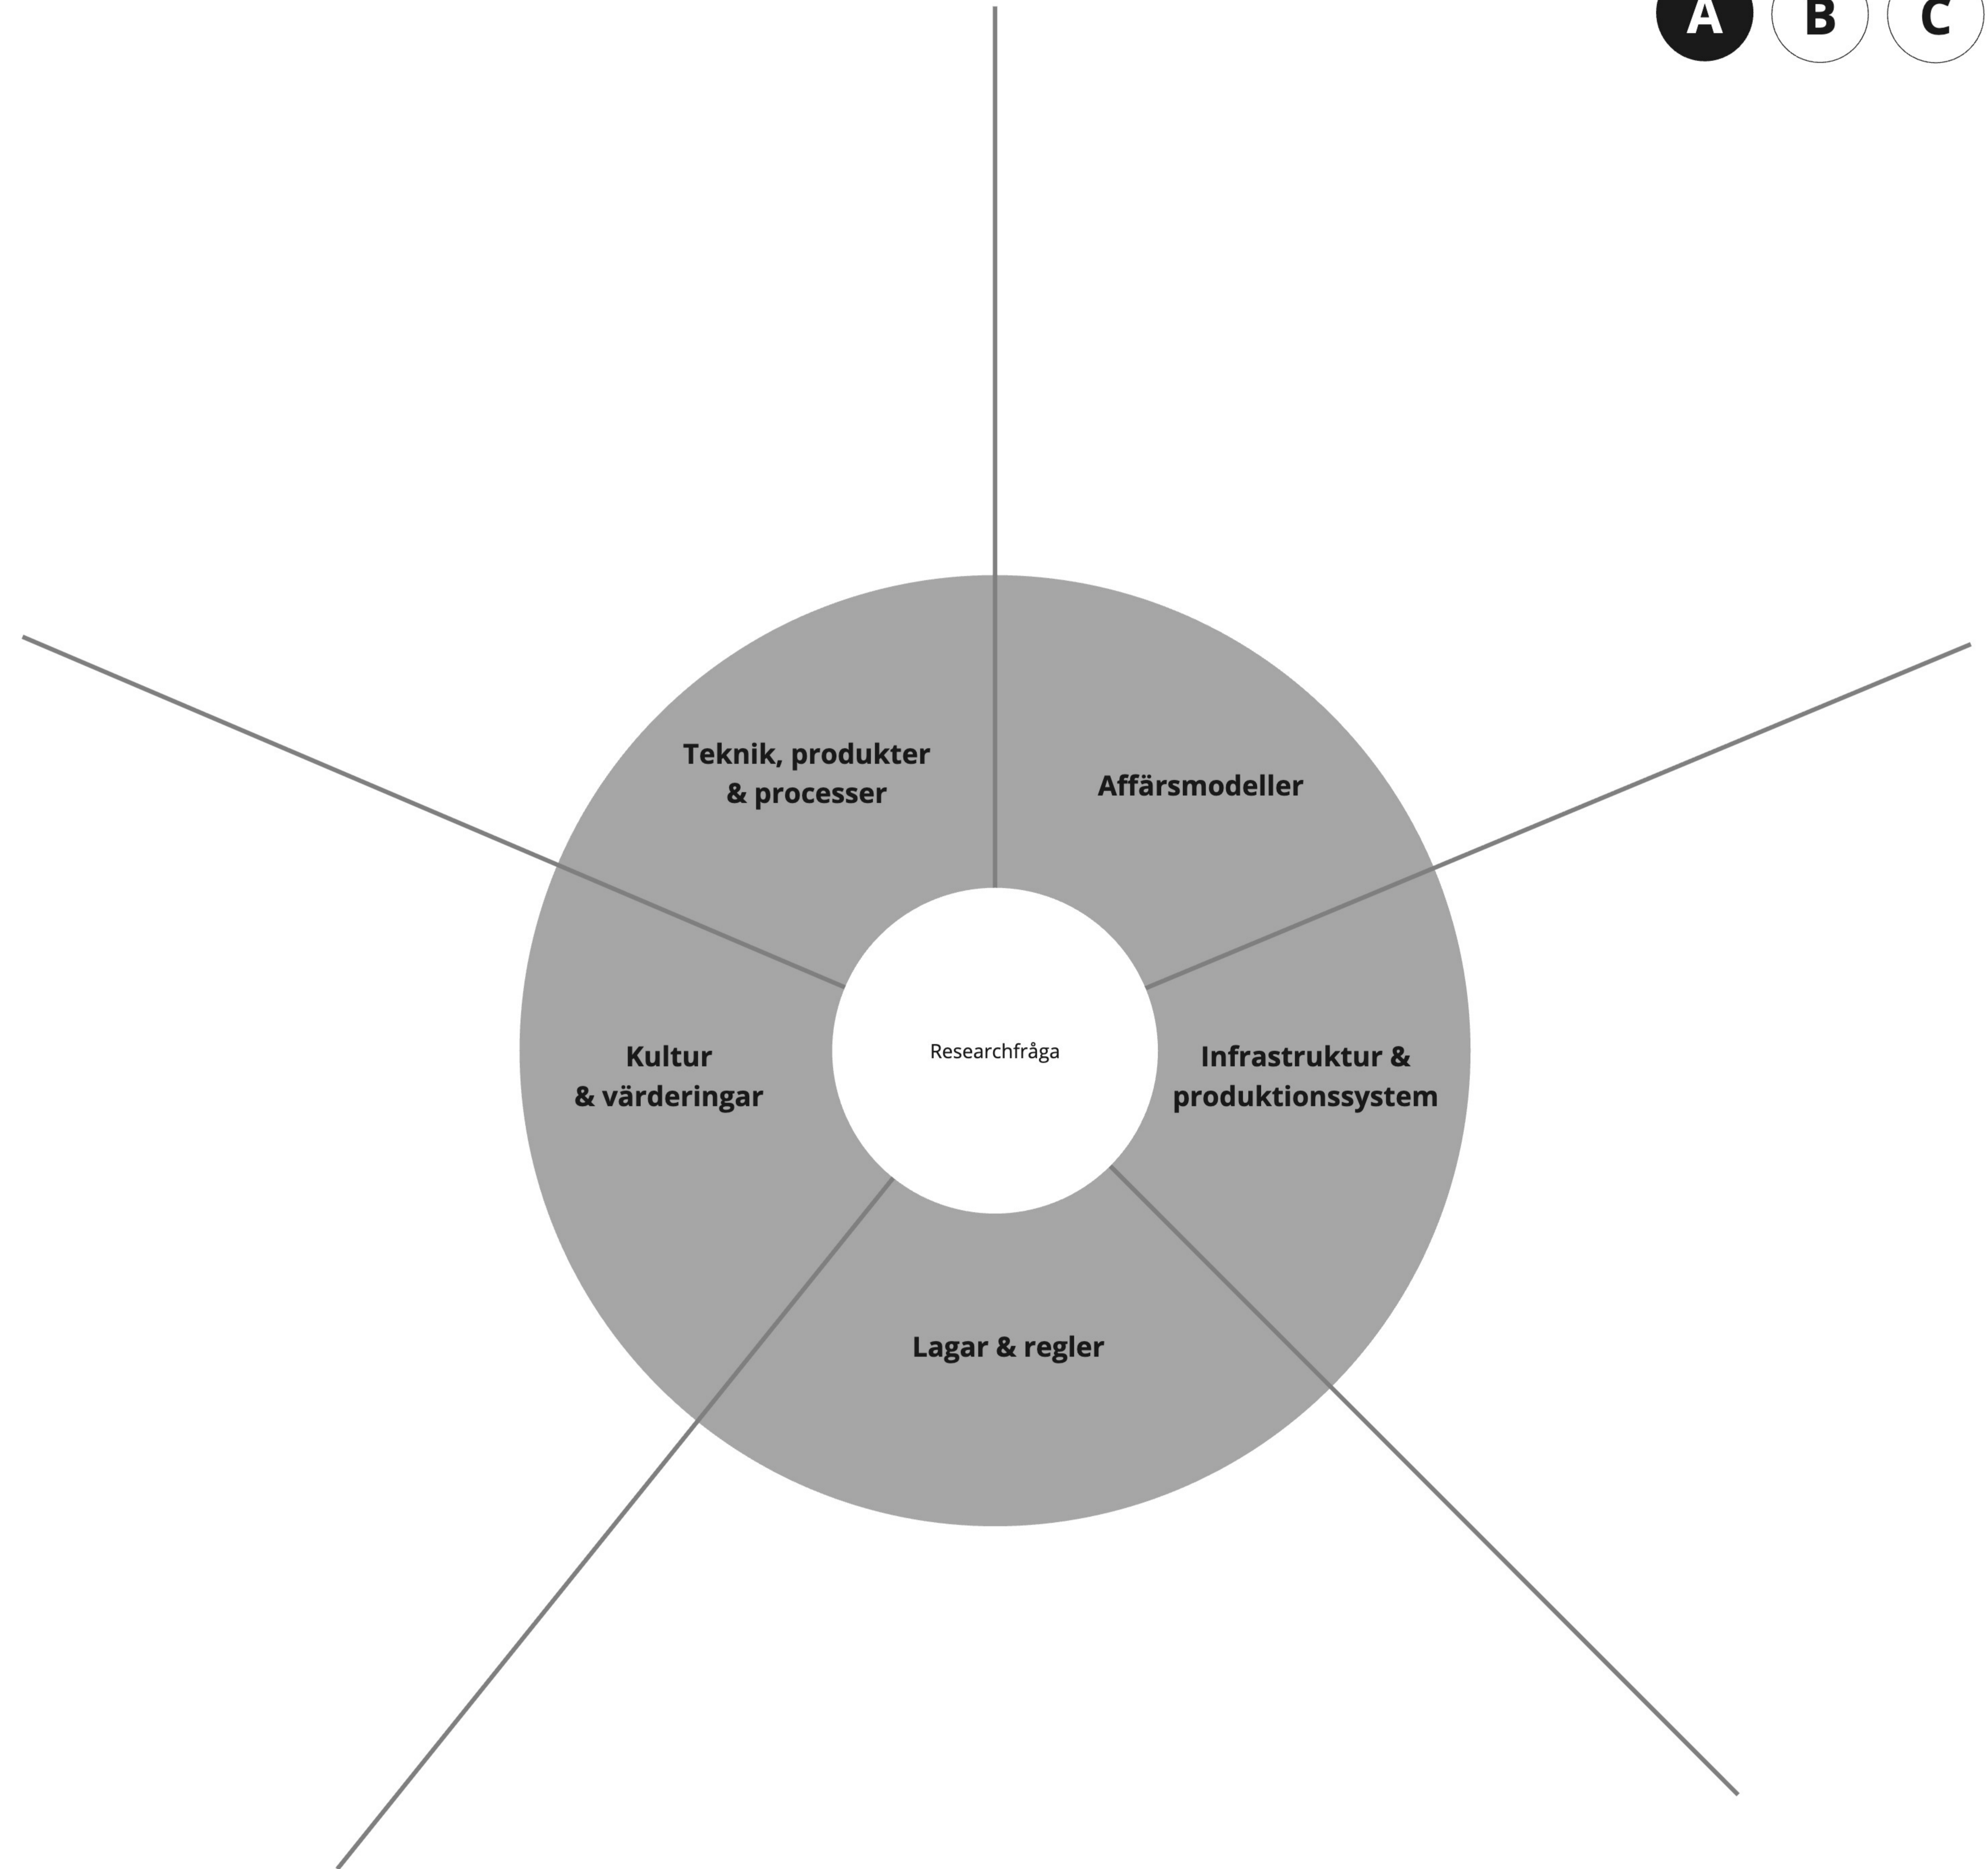 A B C
Teknik, produkter
& processer
Affärsmodeller
Kultur
& värderingar
Researchfråga
Infrastruktur &
produktionssystem
Lagar & regler